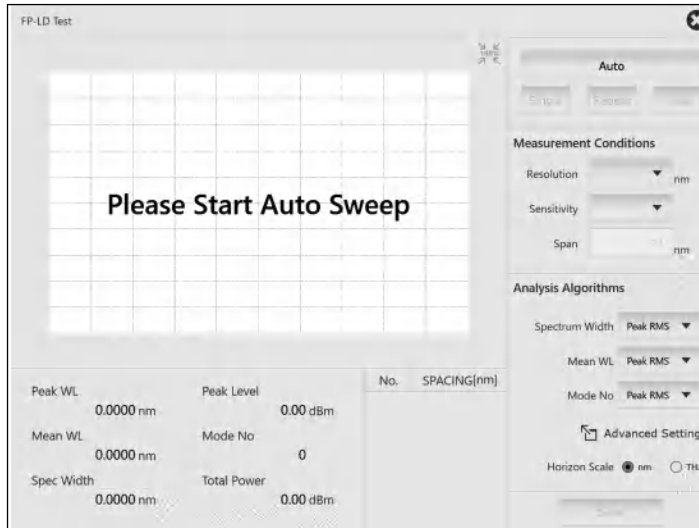 FP-LD Test
Auto
Single
Repeat
Please Start Auto Sweep
Measurement Conditions
Resolution
nm
Sensitivity
Span
nm
Analysis Algorithms
Spectrum Width Peak RMS
Mean WL Peak RMS
Mode No Peak RMS
Advanced Setting
Horizon Scale nm TH
Peak WL
0.0000 nm
Peak Level
0.00 dBm
Mean WL
0.0000 nm
Mode No
0
Spec Width
0.0000 nm
Total Power
0.00 dBm
No. SPACING[nm]